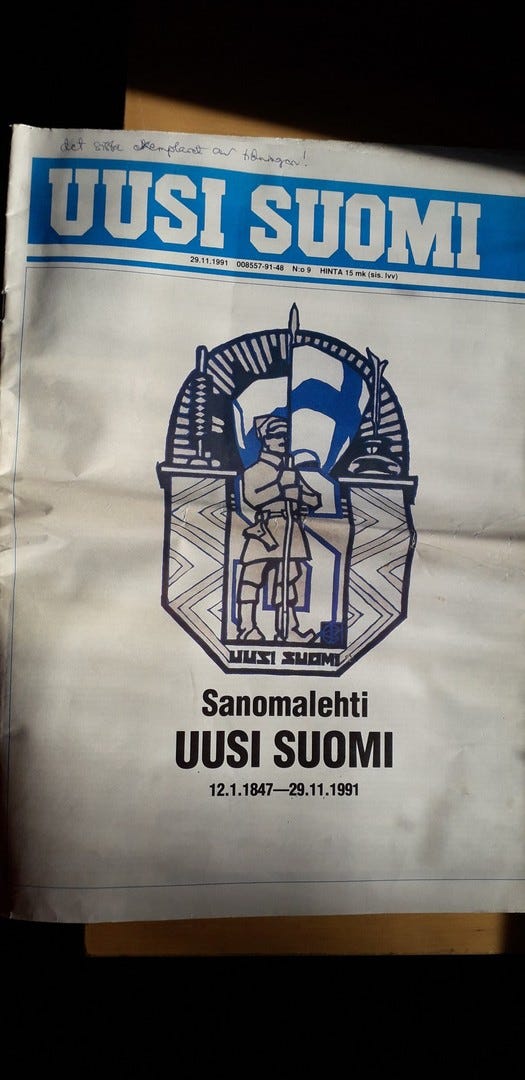 det sista exemplaret av tidningen!
UUSI SUOMI
29.11.1991 008557-91-48 N:o 9 HINTA 15 mk (sis. lvv)
UUSI SUOMI
Sanomalehti
UUSI SUOMI
12.1.1847—29.11.1991